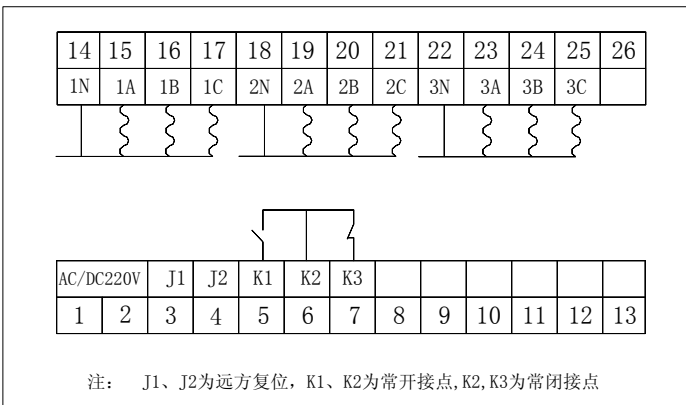 14 15 16 17 18 19 20 21 22 23 24 25 26
1N 1A 1B 1C 2N 2A 2B 2C 3N 3A 3B 3C
AC/DC220V J1 J2 K1 K2 K3
1 2 3 4 5 6 7 8 9 10 11 12 13
注： J1、J2为远方复位，K1、K2为常开接点,K2,K3为常闭接点